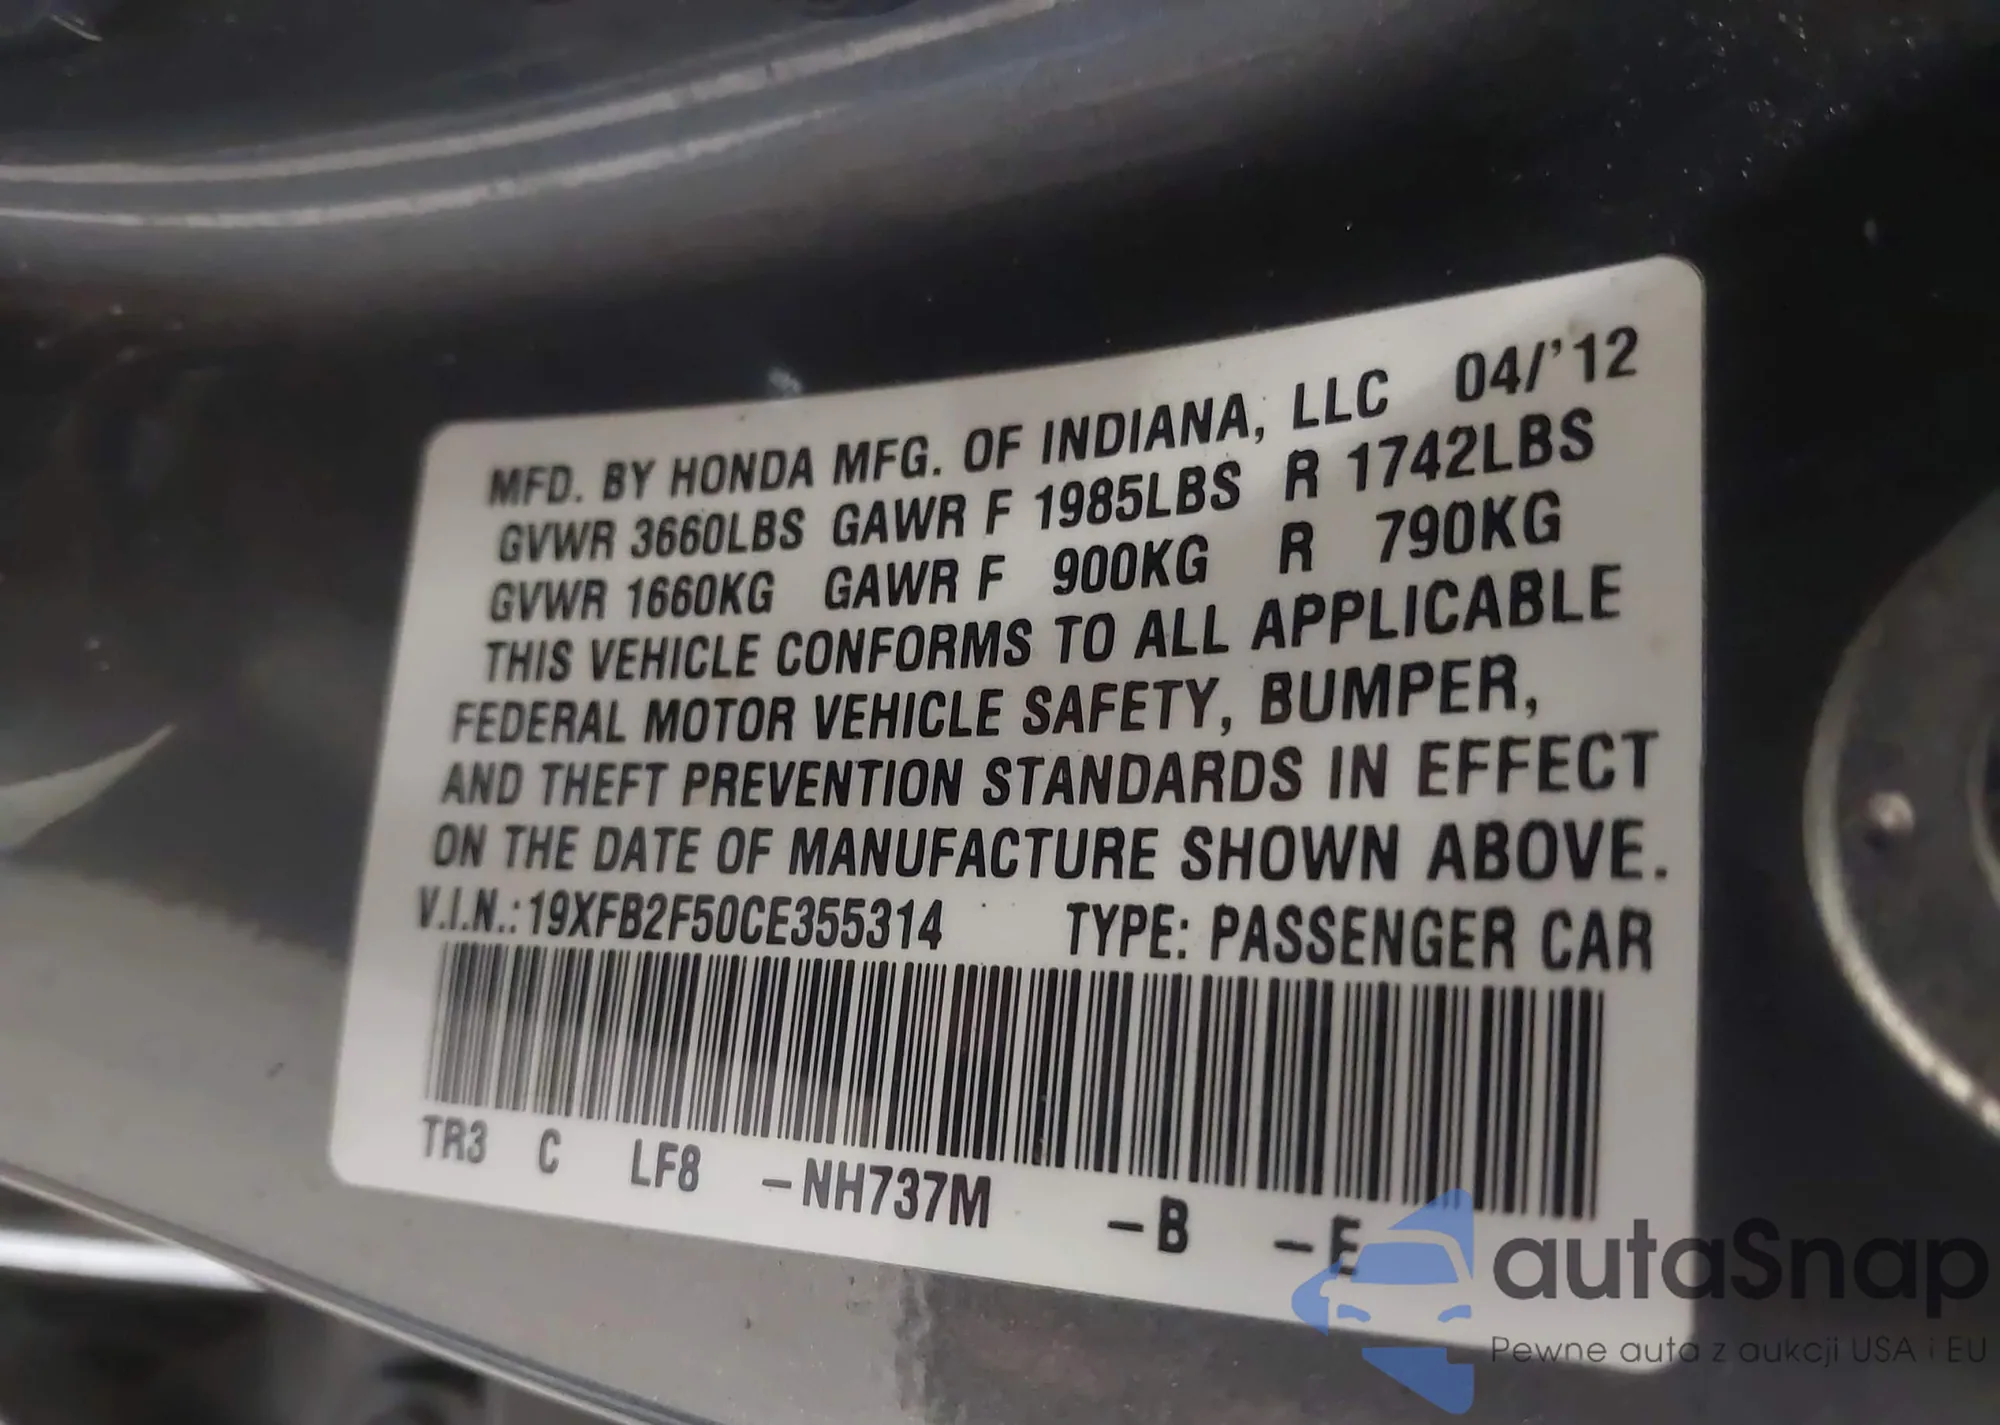 MFD. BY HONDA MFG. OF INDIANA, LLC 04/'12
GVWR 3660LBS GAWR F 1985LBS R 1742LBS
GVWR 1660KG GAWR F 900KG R 790KG
THIS VEHICLE CONFORMS TO ALL APPLICABLE
FEDERAL MOTOR VEHICLE SAFETY, BUMPER,
AND THEFT PREVENTION STANDARDS IN EFFECT
ON THE DATE OF MANUFACTURE SHOWN ABOVE.
V.I.N.: 19XFB2F50CE355314 TYPE: PASSENGER CAR
TR3 C LF8 -NH737M -B -E
autaSnap
Pewne auta z aukcji USA i EU